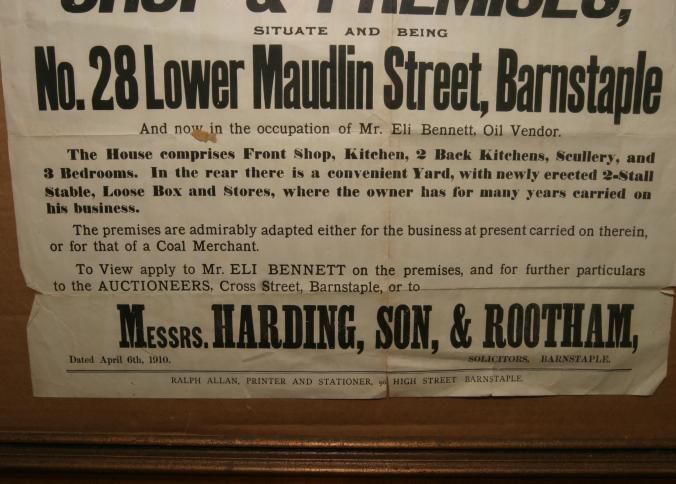 SHOP & PREMISES,
SITUATE AND BEING
No. 28 Lower Maudlin Street, Barnstaple
And now in the occupation of Mr. Eli Bennett, Oil Vendor.
The House comprises Front Shop, Kitchen, 2 Back Kitchens, Scullery, and
3 Bedrooms. In the rear there is a convenient Yard, with newly erected 2-Stall
Stable, Loose Box and Stores, where the owner has for many years carried on
his business.
The premises are admirably adapted either for the business at present carried on therein,
or for that of a Coal Merchant.
To View apply to Mr. ELI BENNETT on the premises, and for further particulars
to the AUCTIONEERS, Cross Street, Barnstaple, or to
MESSRS. HARDING, SON, & ROOTHAM,
Dated April 6th, 1910. SOLICITORS, BARNSTAPLE.
RALPH ALLAN, PRINTER AND STATIONER, HIGH STREET BARNSTAPLE.